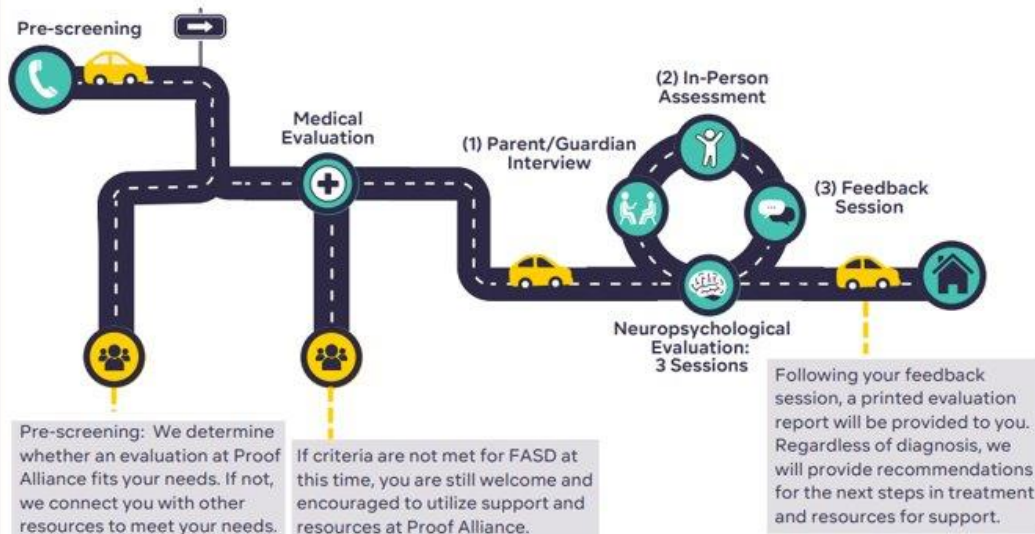 Pre-screening
Medical
Evaluation
(1) Parent/Guardian
Interview
(2) In-Person
Assessment
(3) Feedback
Session
Neuropsychological
Evaluation:
3 Sessions
Pre-screening: We determine
whether an evaluation at Proof
Alliance fits your needs. If not,
we connect you with other
resources to meet your needs.
If criteria are not met for FASD at
this time, you are still welcome and
encouraged to utilize support and
resources at Proof Alliance.
Following your feedback
session, a printed evaluation
report will be provided to you.
Regardless of diagnosis, we
will provide recommendations
for the next steps in treatment
and resources for support.